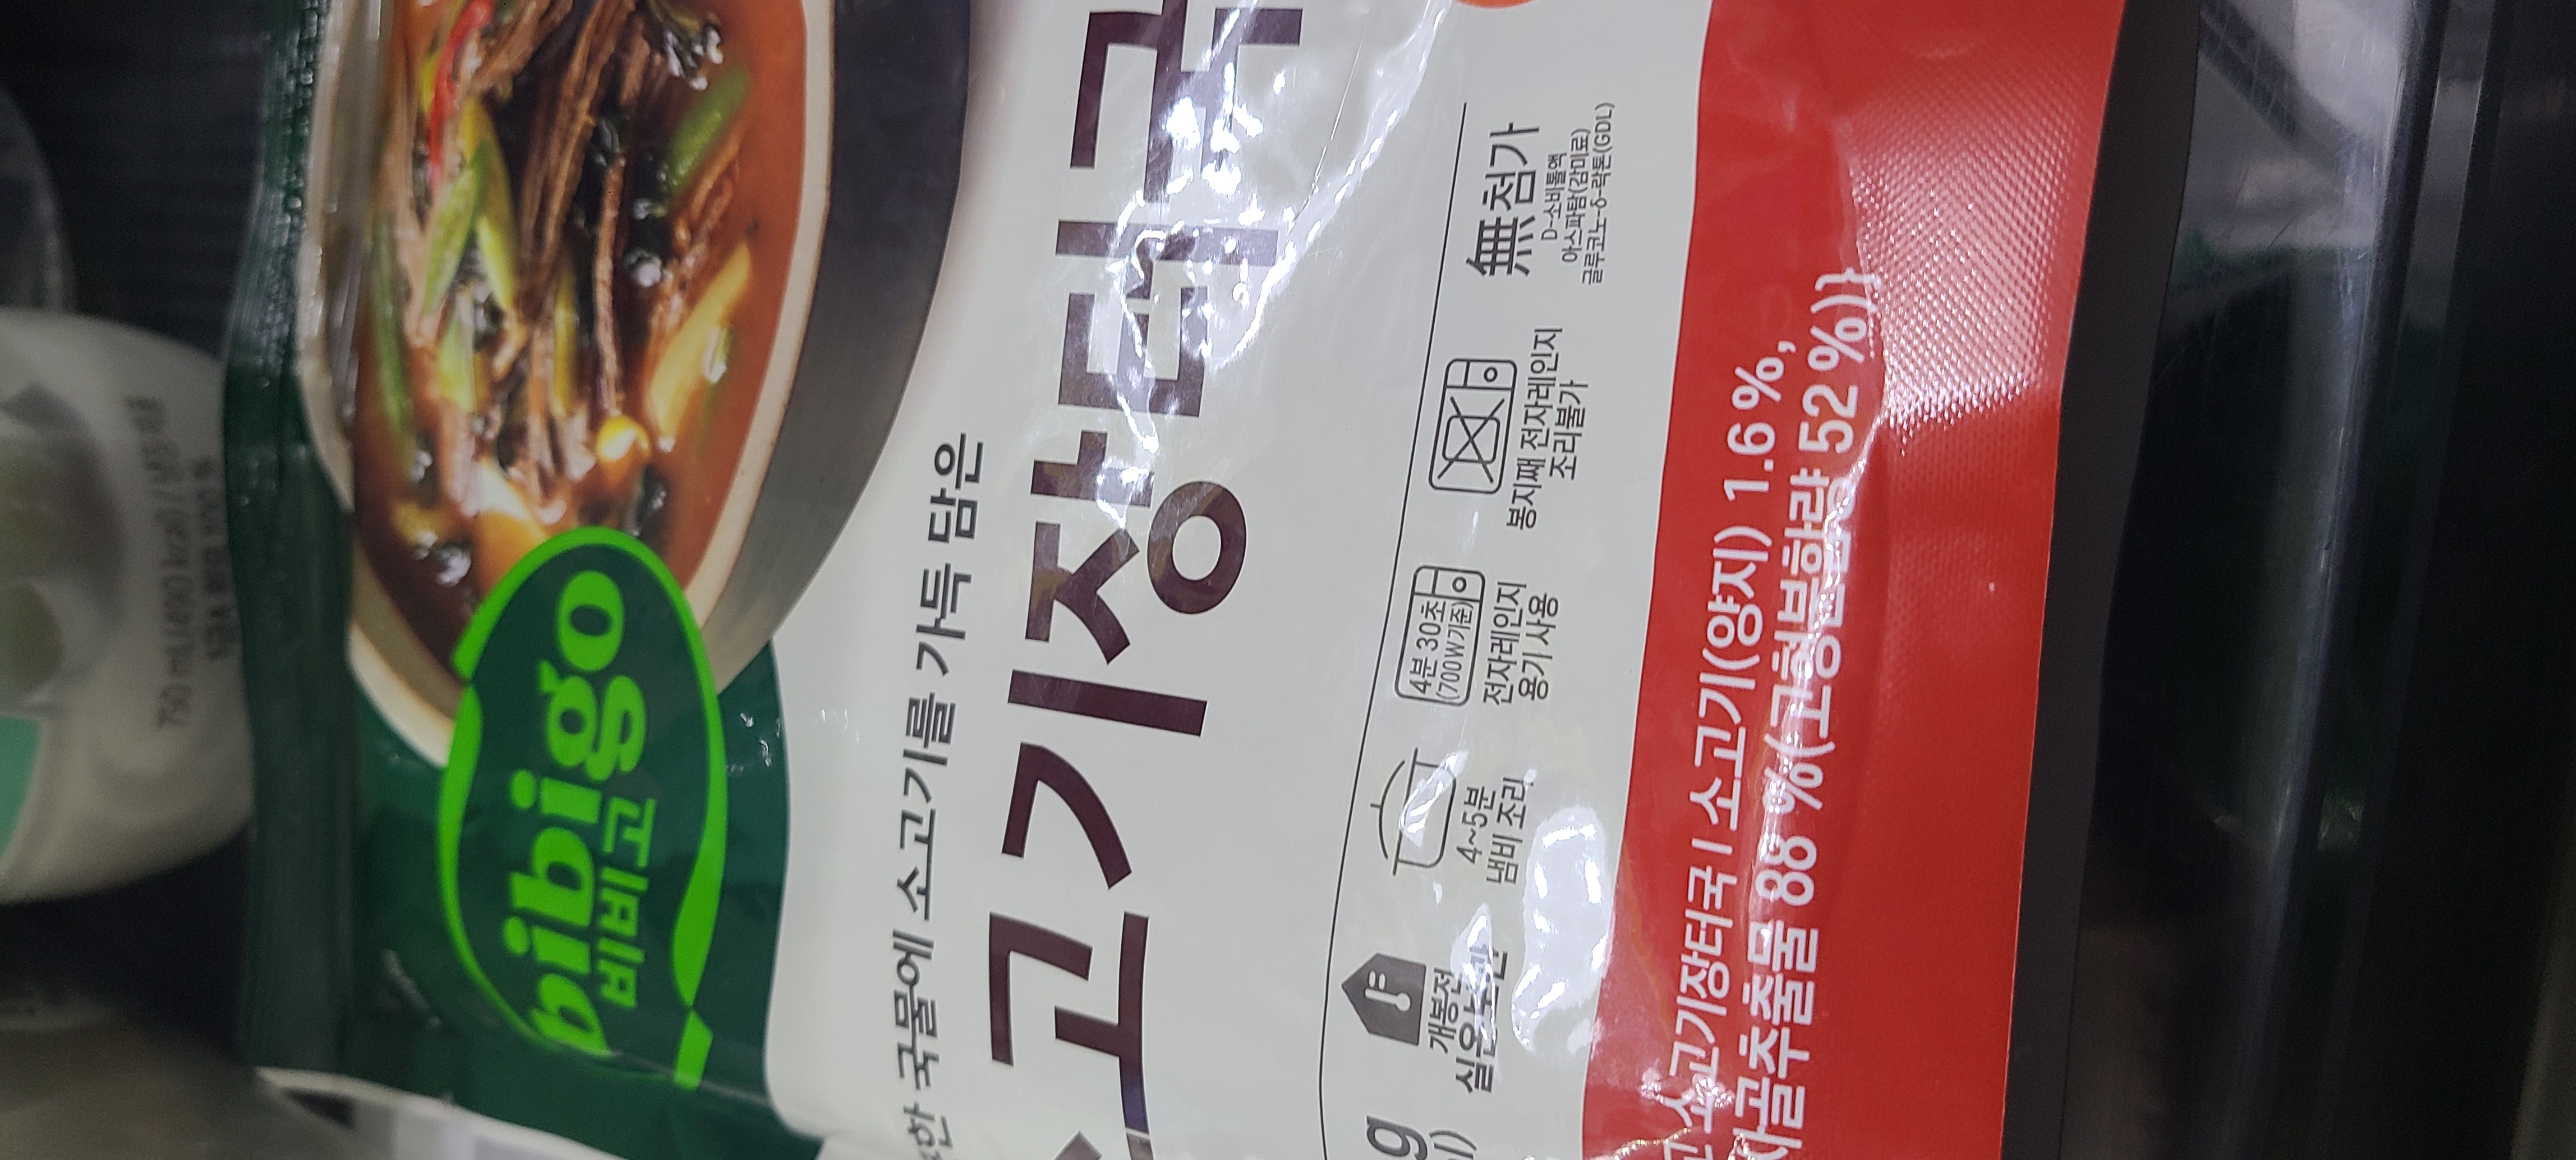 bibigo
비비고
국물에 소고기를 가득 담은
고기장터국
g
개봉전
실온보관
4~5분
냄비 조리
4분 30초
(700W기준)
전자레인지
용기 사용
봉지째 전자레인지
조리불가
無첨가
D-소비톨액
아스파탐(감미료)
글루코노-δ-락톤(GDL)
소고기장터국 | 소고기(양지) 1.6 %,
사골추출물 88 %(고형분함량 52 %)}
750 mL(490 kcal)